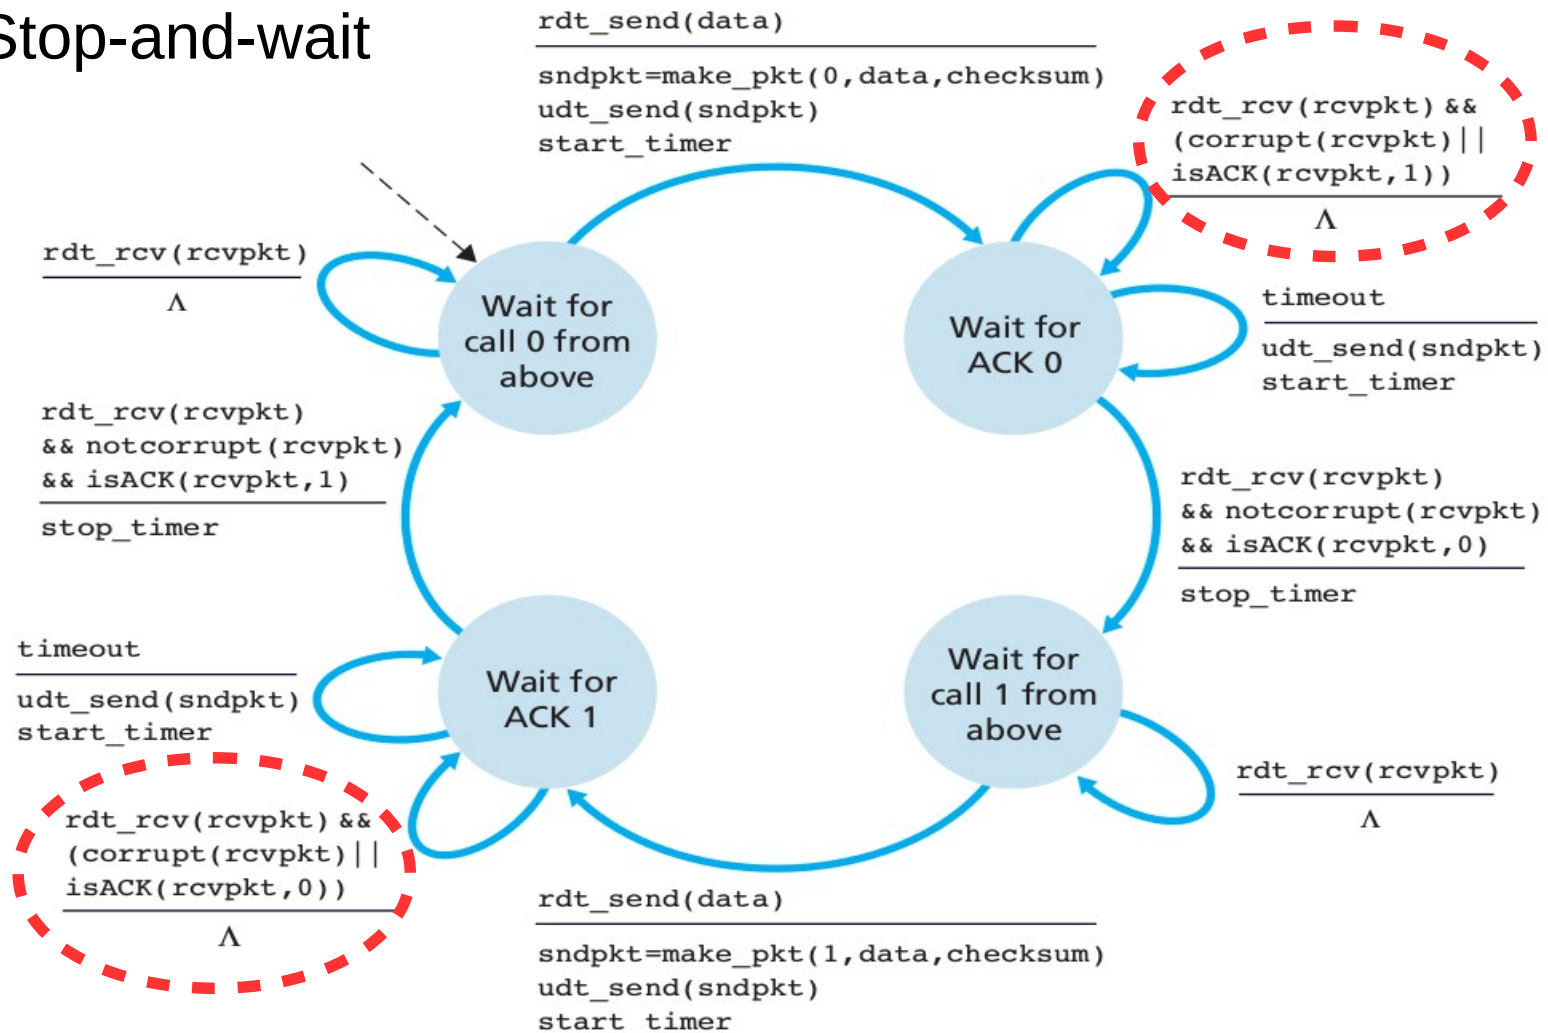 Stop-and-wait
rdt_send(data)
sndpkt=make_pkt(0,data,checksum)
udt_send(sndpkt)
start_timer
rdt_rcv(rcvpkt) &&
(corrupt(rcvpkt)||
isACK(rcvpkt,1))
Λ
rdt_rcv(rcvpkt)
Λ
Wait for
call 0 from
above
Wait for
ACK 0
timeout
udt_send(sndpkt)
start_timer
rdt_rcv(rcvpkt)
&& notcorrupt(rcvpkt)
&& isACK(rcvpkt,1)
stop_timer
rdt_rcv(rcvpkt)
&& notcorrupt(rcvpkt)
&& isACK(rcvpkt,0)
stop_timer
timeout
udt_send(sndpkt)
start_timer
Wait for
ACK 1
Wait for
call 1 from
above
rdt_rcv(rcvpkt)
Λ
rdt_rcv(rcvpkt) &&
(corrupt(rcvpkt)||
isACK(rcvpkt,0))
Λ
rdt_send(data)
sndpkt=make_pkt(1,data,checksum)
udt_send(sndpkt)
start_timer